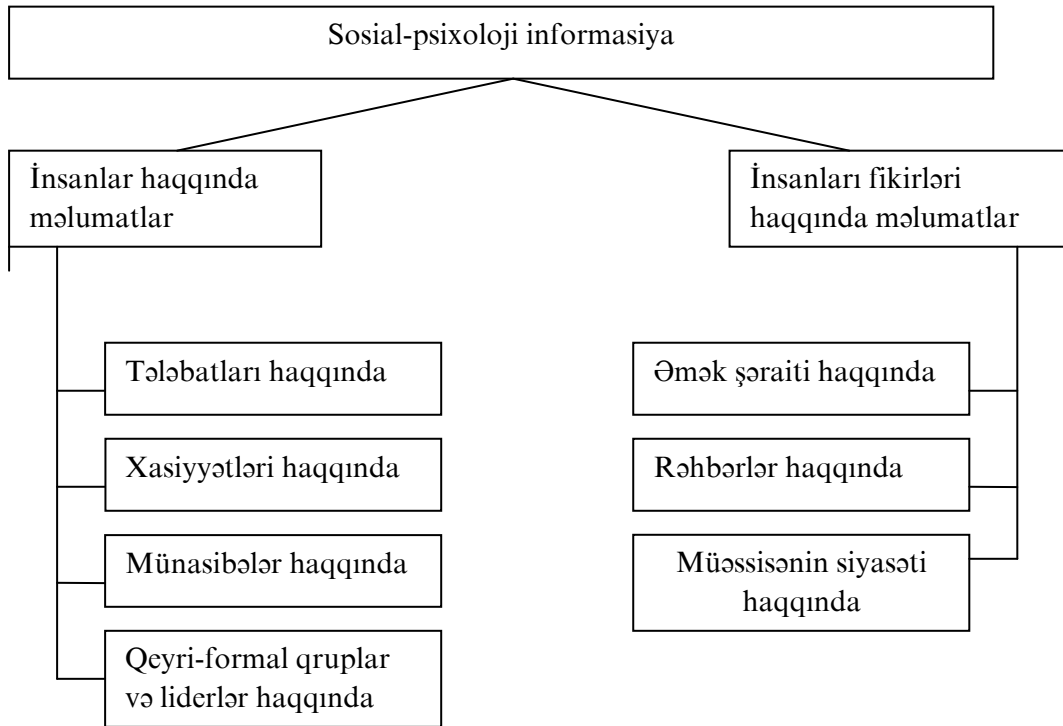 Sosial-psixoloji informasiya
İnsanlar haqqında
məlumatlar
İnsanları fikirləri
haqqında məlumatlar
Tələbatları haqqında
Xasiyyətləri haqqında
Münasibələr haqqında
Qeyri-formal qruplar
və liderlər haqqında
Əmək şəraiti haqqında
Rəhbərlər haqqında
Müəssisənin siyasəti
haqqında